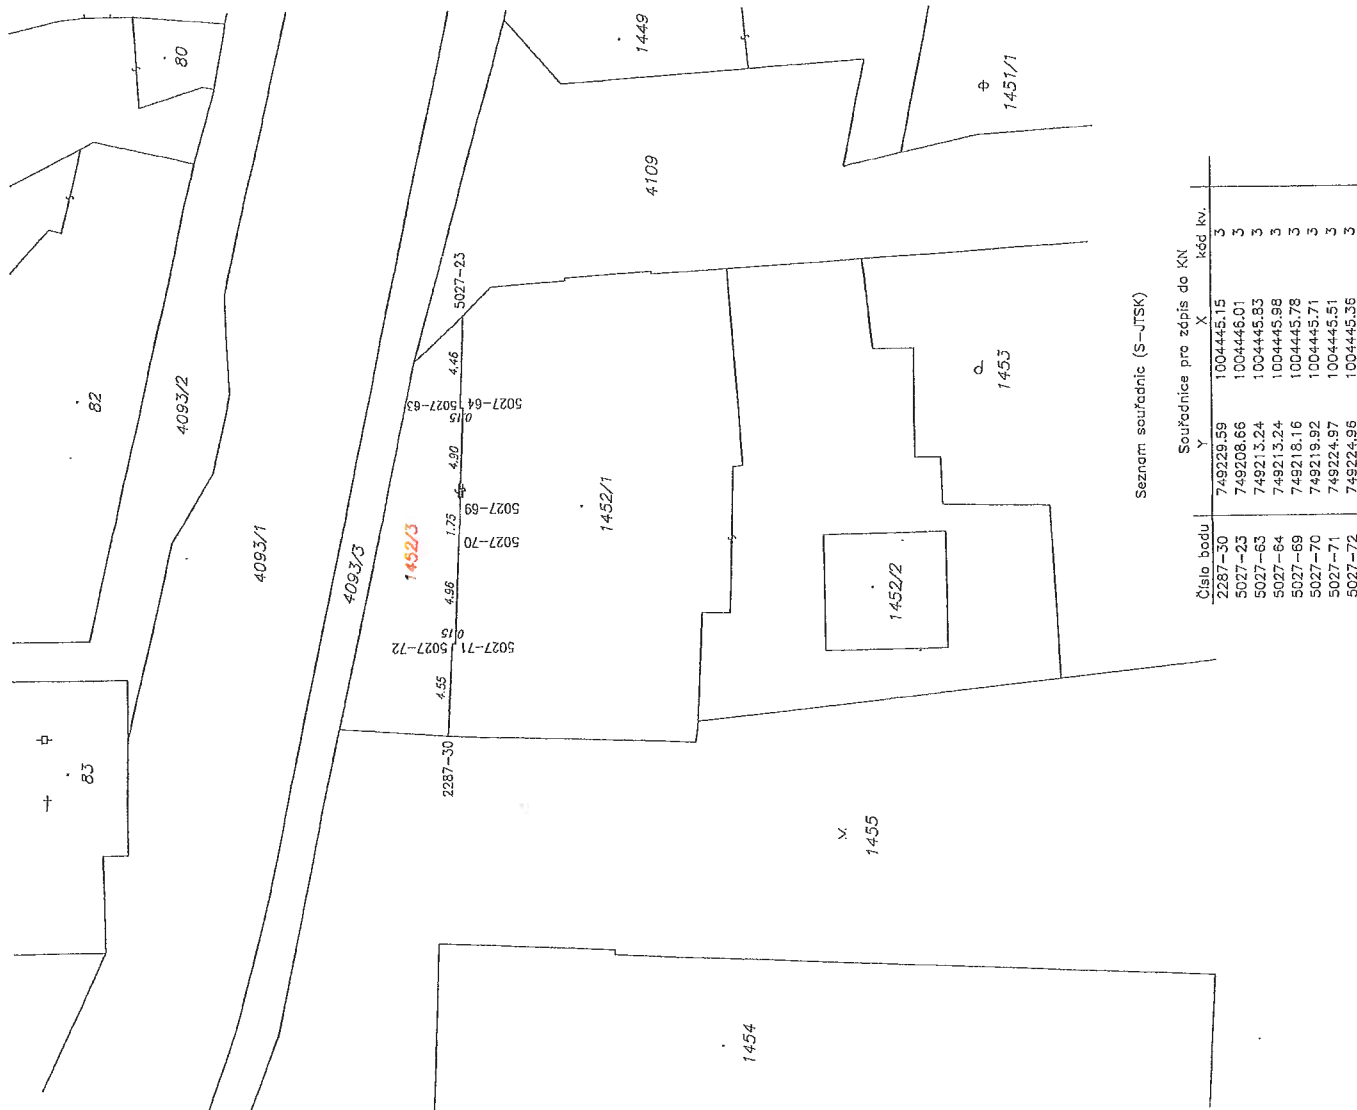 80
1449
1451/1
4109
82
4093/2
4093/1
4093/3
1452/3
5027-23
4.46
5027-63
5027-64
0.15
4.90
5027-69
1.75
5027-70
4.96
0.15
5027-72
5027-71
4.55
2287-30
1452/1
1453
1452/2
83
1455
1454
Seznam souřadnic (S-JTSK)
Souřadnice pro zápis do KN
Číslo bodu Y X kód kv.
2287-30 749229.59 1004445.15 3
5027-23 749208.66 1004446.01 3
5027-63 749213.24 1004445.83 3
5027-64 749213.24 1004445.98 3
5027-69 749218.16 1004445.78 3
5027-70 749219.92 1004445.71 3
5027-71 749224.97 1004445.51 3
5027-72 749224.96 1004445.36 3